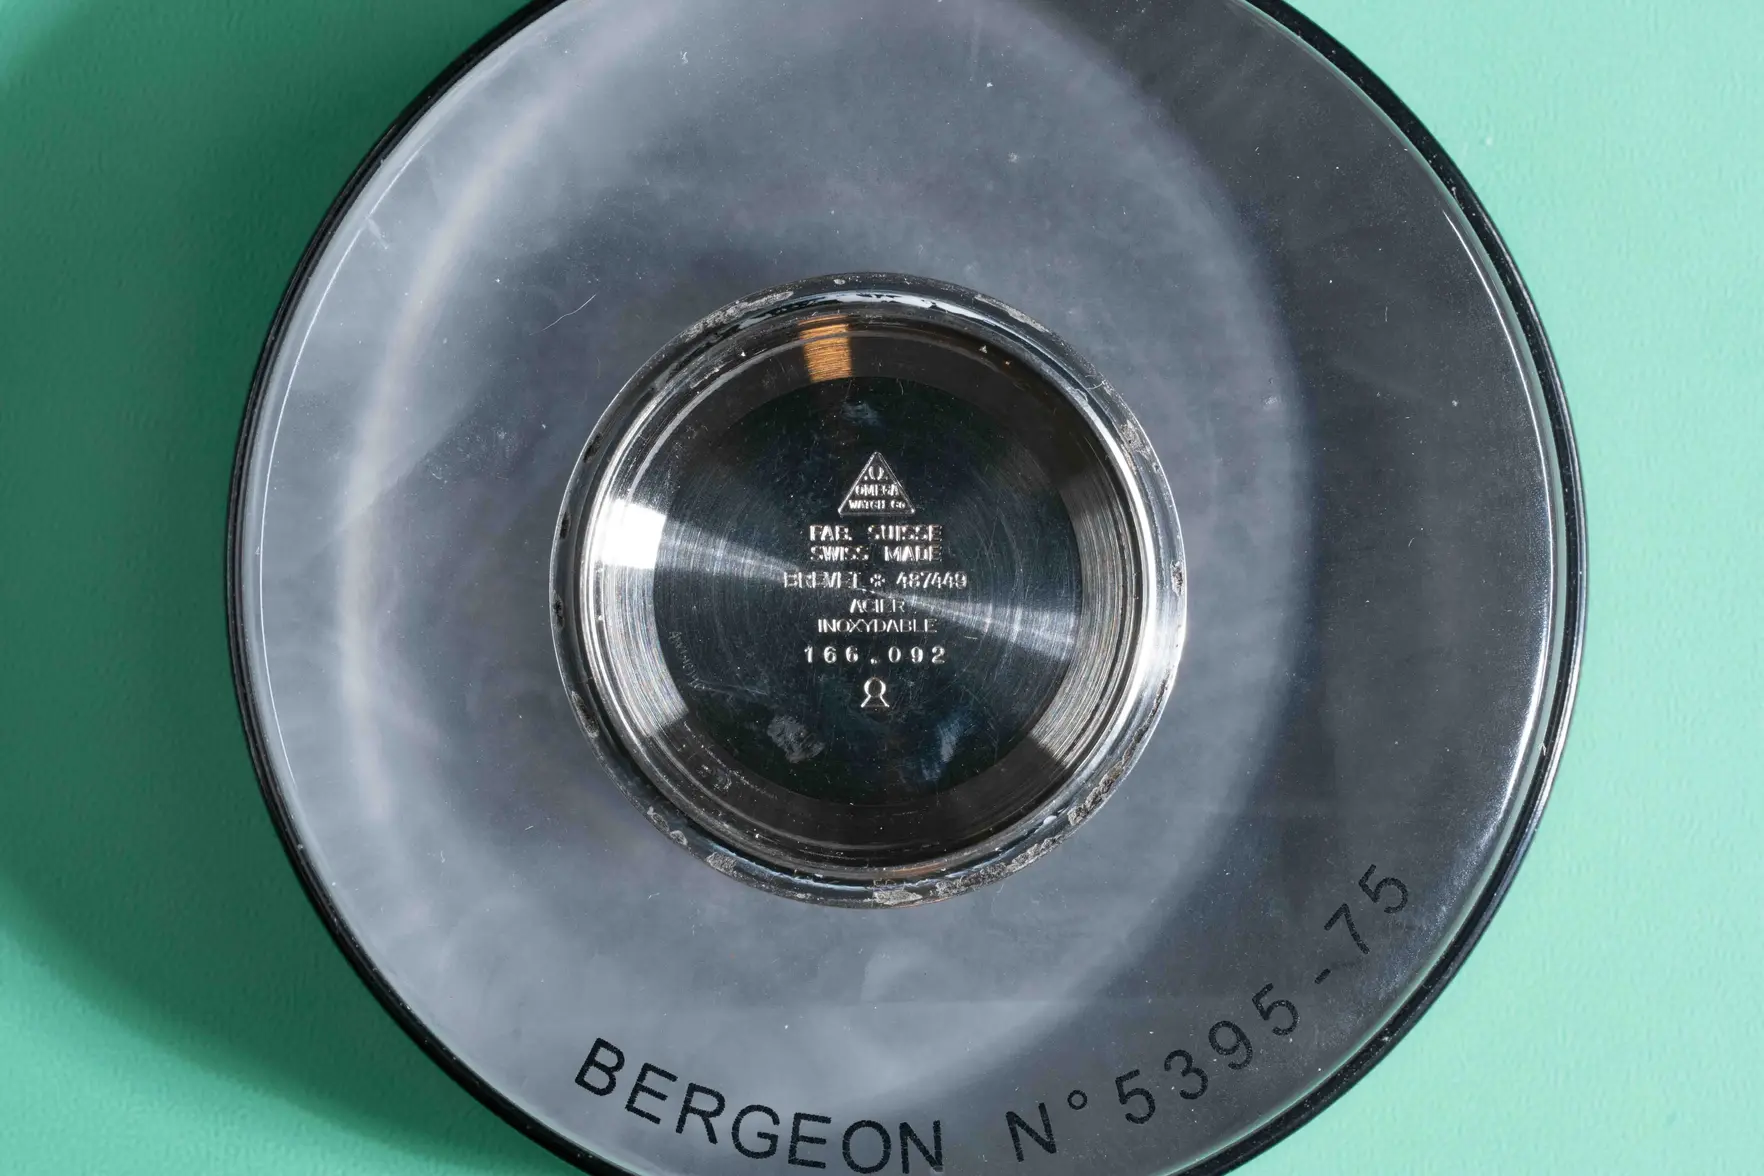 Ω
OMEGA
WATCH Co
FAB. SUISSE
SWISS MADE
BREVET ※ 487449
ACIER
INOXYDABLE
166.092
BERGEON N° 5395-75